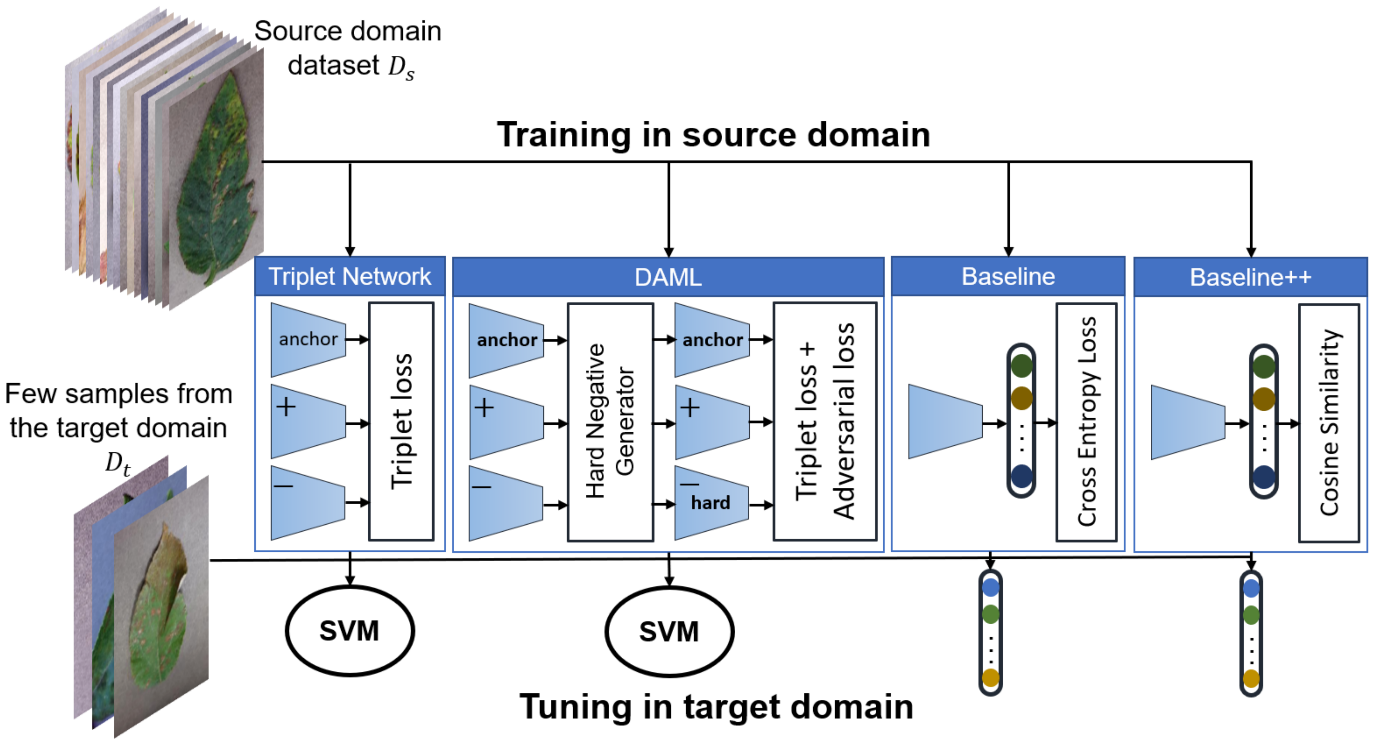 Source domain
dataset D_s
Training in source domain
Triplet Network
anchor
+
−
Triplet loss
DAML
anchor
+
−
Hard Negative
Generator
anchor
+
−
hard
Triplet loss +
Adversarial loss
Baseline
Cross Entropy Loss
Baseline++
Cosine Similarity
Few samples from
the target domain
D_t
SVM
SVM
Tuning in target domain